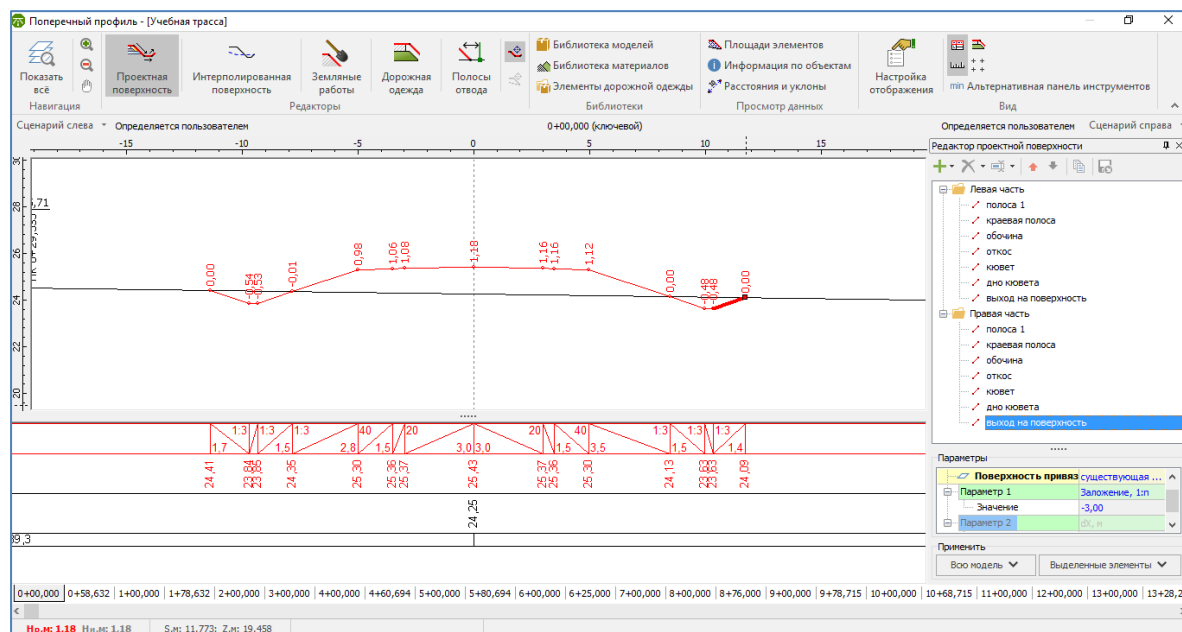 Поперечный профиль - [Учебная трасса]
Показать всё
Навигация
Проектная поверхность
Интерполированная поверхность
Земляные работы
Дорожная одежда
Полосы отвода
Редакторы
Библиотека моделей
Библиотека материалов
Элементы дорожной одежды
Библиотеки
Площади элементов
Информация по объектам
Расстояния и уклоны
Просмотр данных
Настройка отображения
min Альтернативная панель инструментов
Вид
Сценарий слева Определяется пользователем 0+00,000 (ключевой) Определяется пользователем Сценарий справа
-15 -10 -5 0 5 10 15
30 28 26 24 22 20
0,00 -0,54 -0,53 -0,01 0,98 1,06 1,08 1,18 1,16 1,16 1,12 0,00 -0,48 -0,48 0,00
1:3 1:3 1:3 40 20 20 40 1:3 1:3 1:3
1,7 1,5 2,8 1,5 3,0 3,0 1,5 3,5 1,5 1,4
24,41 23,84 23,85 24,35 25,30 25,36 25,37 25,43 25,37 25,36 25,30 24,13 23,63 23,63 24,09
24,25
Редактор проектной поверхности
Левая часть
полоса 1
краевая полоса
обочина
откос
кювет
дно кювета
выход на поверхность
Правая часть
полоса 1
краевая полоса
обочина
откос
кювет
дно кювета
выход на поверхность
Параметры
Поверхность привяз существующая ...
Параметр 1 Заложение, 1:n
Значение -3,00
Параметр 2 dX, м
Применить
Всю модель Выделенные элементы
0+00,000 0+58,632 1+00,000 1+78,632 2+00,000 3+00,000 4+00,000 4+60,694 5+00,000 5+80,694 6+00,000 6+25,000 7+00,000 8+00,000 8+76,000 9+00,000 9+78,715 10+00,000 10+68,715 11+00,000 12+00,000 13+00,000 13+28,2
Но,м: 1,18 Нн,м: 1,18 S,м: 11,773; Z,м: 19,458